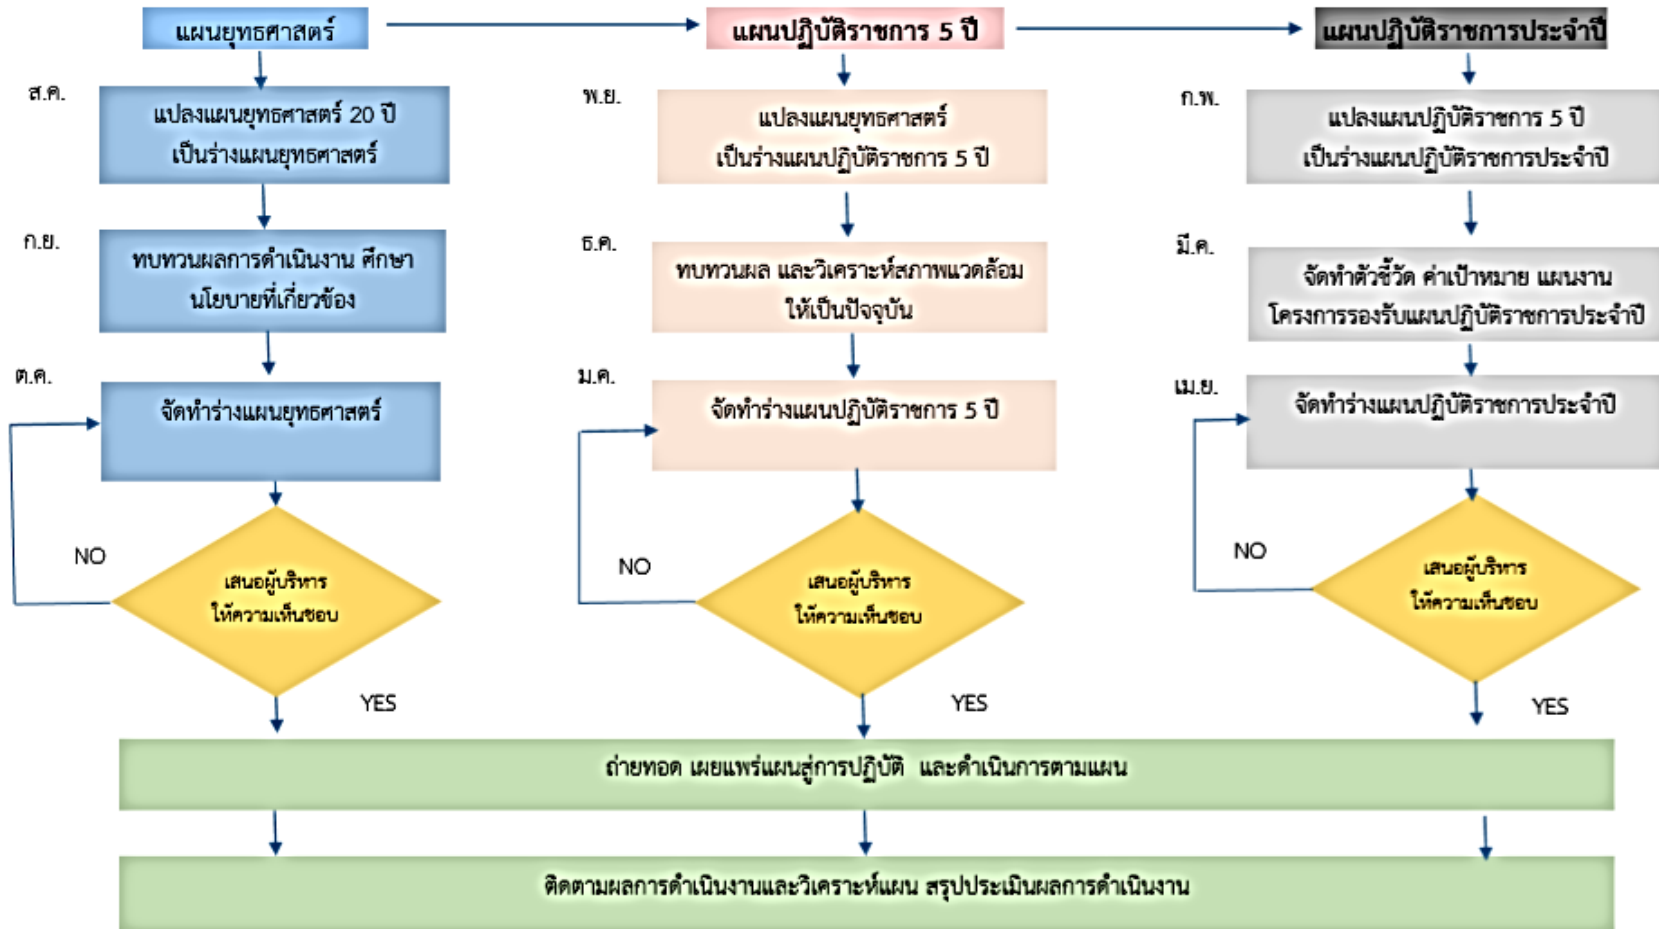 แผนยุทธศาสตร์
แผนปฏิบัติราชการ 5 ปี
แผนปฏิบัติราชการประจำปี
ส.ค.
แปลงแผนยุทธศาสตร์ 20 ปี
เป็นร่างแผนยุทธศาสตร์
ก.ย.
ทบทวนผลการดำเนินงาน ศึกษา
นโยบายที่เกี่ยวข้อง
ต.ค.
จัดทำร่างแผนยุทธศาสตร์
NO
เสนอผู้บริหาร
ให้ความเห็นชอบ
YES
พ.ย.
แปลงแผนยุทธศาสตร์
เป็นร่างแผนปฏิบัติราชการ 5 ปี
ธ.ค.
ทบทวนผล และวิเคราะห์สภาพแวดล้อม
ให้เป็นปัจจุบัน
ม.ค.
จัดทำร่างแผนปฏิบัติราชการ 5 ปี
NO
เสนอผู้บริหาร
ให้ความเห็นชอบ
YES
ก.พ.
แปลงแผนปฏิบัติราชการ 5 ปี
เป็นร่างแผนปฏิบัติราชการประจำปี
มี.ค.
จัดทำตัวชี้วัด ค่าเป้าหมาย แผนงาน
โครงการรองรับแผนปฏิบัติราชการประจำปี
เม.ย.
จัดทำร่างแผนปฏิบัติราชการประจำปี
NO
เสนอผู้บริหาร
ให้ความเห็นชอบ
YES
ถ่ายทอด เผยแพร่แผนสู่การปฏิบัติ และดำเนินการตามแผน
ติดตามผลการดำเนินงานและวิเคราะห์แผน สรุปประเมินผลการดำเนินงาน